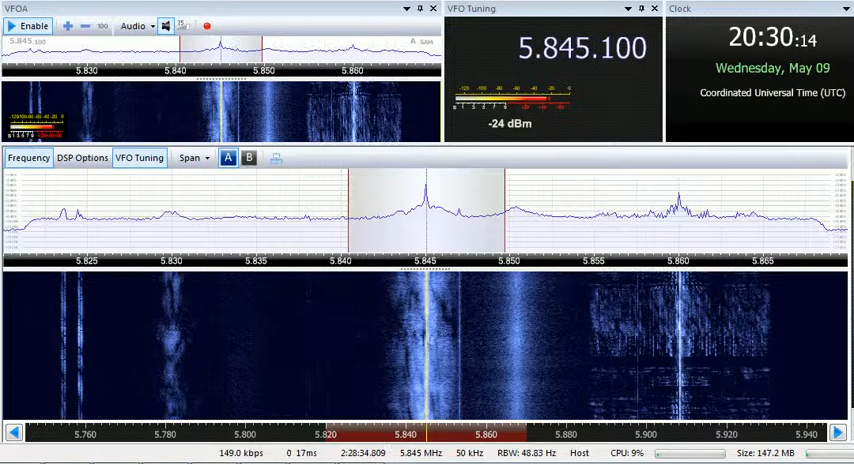 VFOA
Enable 100 Audio 75
5.845.100 A SAM
5.830 5.840 5.850 5.860
VFO Tuning
5.845.100
-24 dBm
Clock
20:30:14
Wednesday, May 09
Coordinated Universal Time (UTC)
Frequency DSP Options VFO Tuning Span A B
5.825 5.830 5.835 5.840 5.845 5.850 5.855 5.860 5.865
5.760 5.780 5.800 5.820 5.840 5.860 5.880 5.900 5.920 5.940
149.0 kbps 0 17ms 2:28:34.809 5.845 MHz 50 kHz RBW: 48.83 Hz Host CPU: 9% Size: 147.2 MB